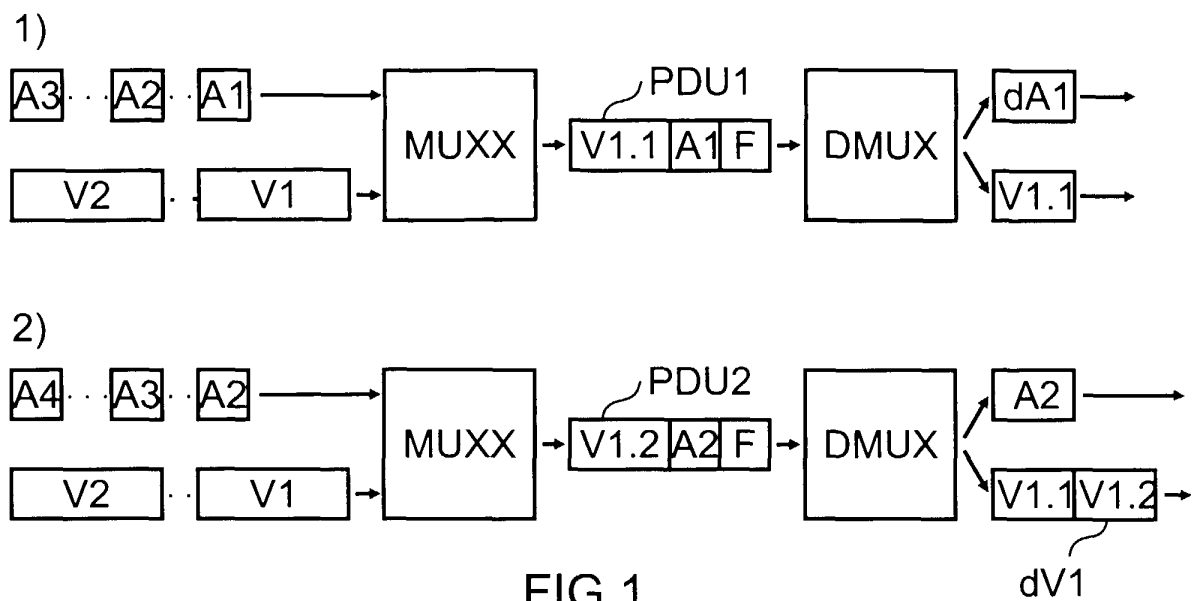 1)
PDU1
A3 A2 A1 MUXX V1.1 A1 F DMUX dA1
V2 V1 V1.1
2)
PDU2
A4 A3 A2 MUXX V1.2 A2 F DMUX A2
V2 V1 V1.1 V1.2
dV1
FIG 1